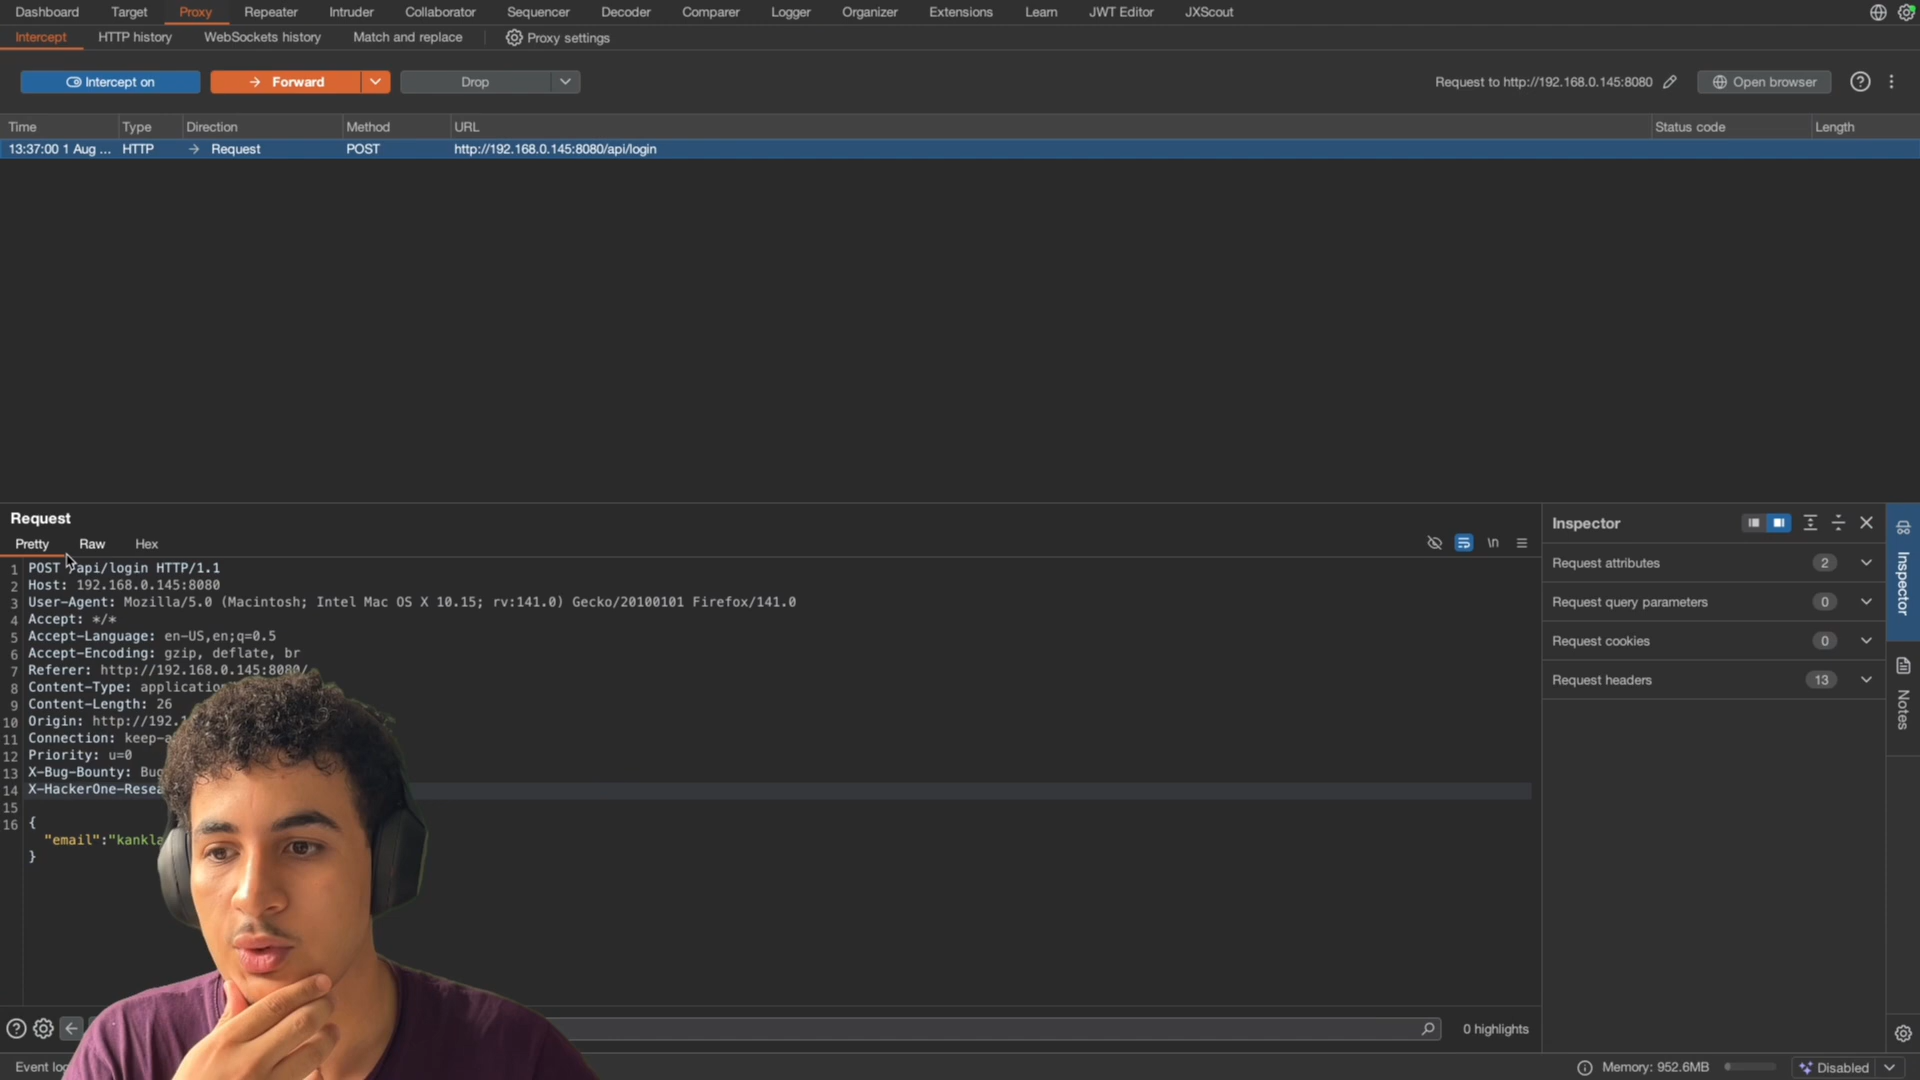 Dashboard Target Proxy Repeater Intruder Collaborator Sequencer Decoder Comparer Logger Organizer Extensions Learn JWT Editor JXScout
Intercept HTTP history WebSockets history Match and replace Proxy settings
Intercept on Forward Drop Request to http://192.168.0.145:8080 Open browser
Time Type Direction Method URL Status code Length
13:37:00 1 Aug ... HTTP → Request POST http://192.168.0.145:8080/api/login
Request
Pretty Raw Hex \n
1 POST /api/login HTTP/1.1
2 Host: 192.168.0.145:8080
3 User-Agent: Mozilla/5.0 (Macintosh; Intel Mac OS X 10.15; rv:141.0) Gecko/20100101 Firefox/141.0
4 Accept: */*
5 Accept-Language: en-US,en;q=0.5
6 Accept-Encoding: gzip, deflate, br
7 Referer: http://192.168.0.145:8080/
8 Content-Type: application
9 Content-Length: 26
10 Origin: http://192.1
11 Connection: keep-a
12 Priority: u=0
13 X-Bug-Bounty: Bug
14 X-HackerOne-Resea
15
16 {
"email":"kankla
}
0 highlights
Inspector
Request attributes 2
Request query parameters 0
Request cookies 0
Request headers 13
Inspector
Notes
Event log
Memory: 952.6MB Disabled